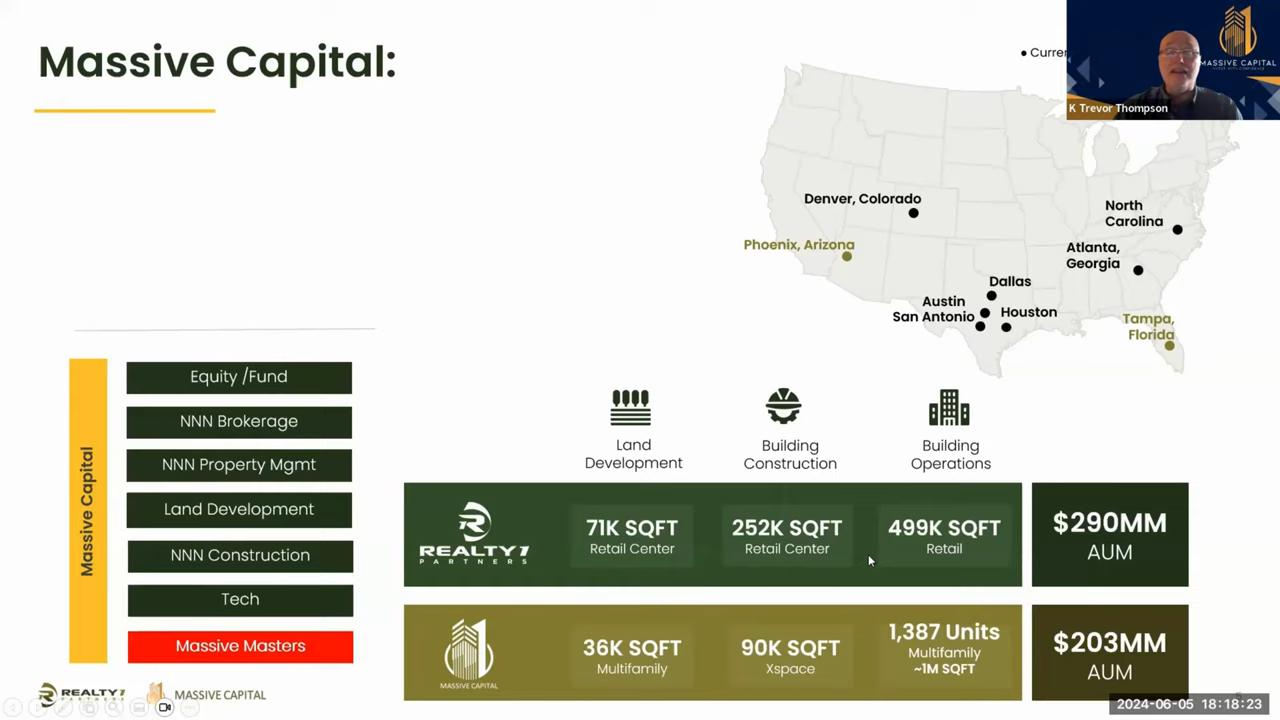 Massive Capital:
• Curre
MASSIVE CAPITAL
K Trevor Thompson
Denver, Colorado
North
Carolina
Phoenix, Arizona
Atlanta,
Georgia
Dallas
Austin
San Antonio
Houston
Tampa,
Florida
Massive Capital
Equity /Fund
NNN Brokerage
NNN Property Mgmt
Land Development
NNN Construction
Tech
Massive Masters
Land
Development
Building
Construction
Building
Operations
REALTY1
PARTNERS
71K SQFT
Retail Center
252K SQFT
Retail Center
499K SQFT
Retail
$290MM
AUM
MASSIVE CAPITAL
36K SQFT
Multifamily
90K SQFT
Xspace
1,387 Units
Multifamily
~1M SQFT
$203MM
AUM
REALTY1
PARTNERS
MASSIVE CAPITAL
2024-06-05 18:18:23